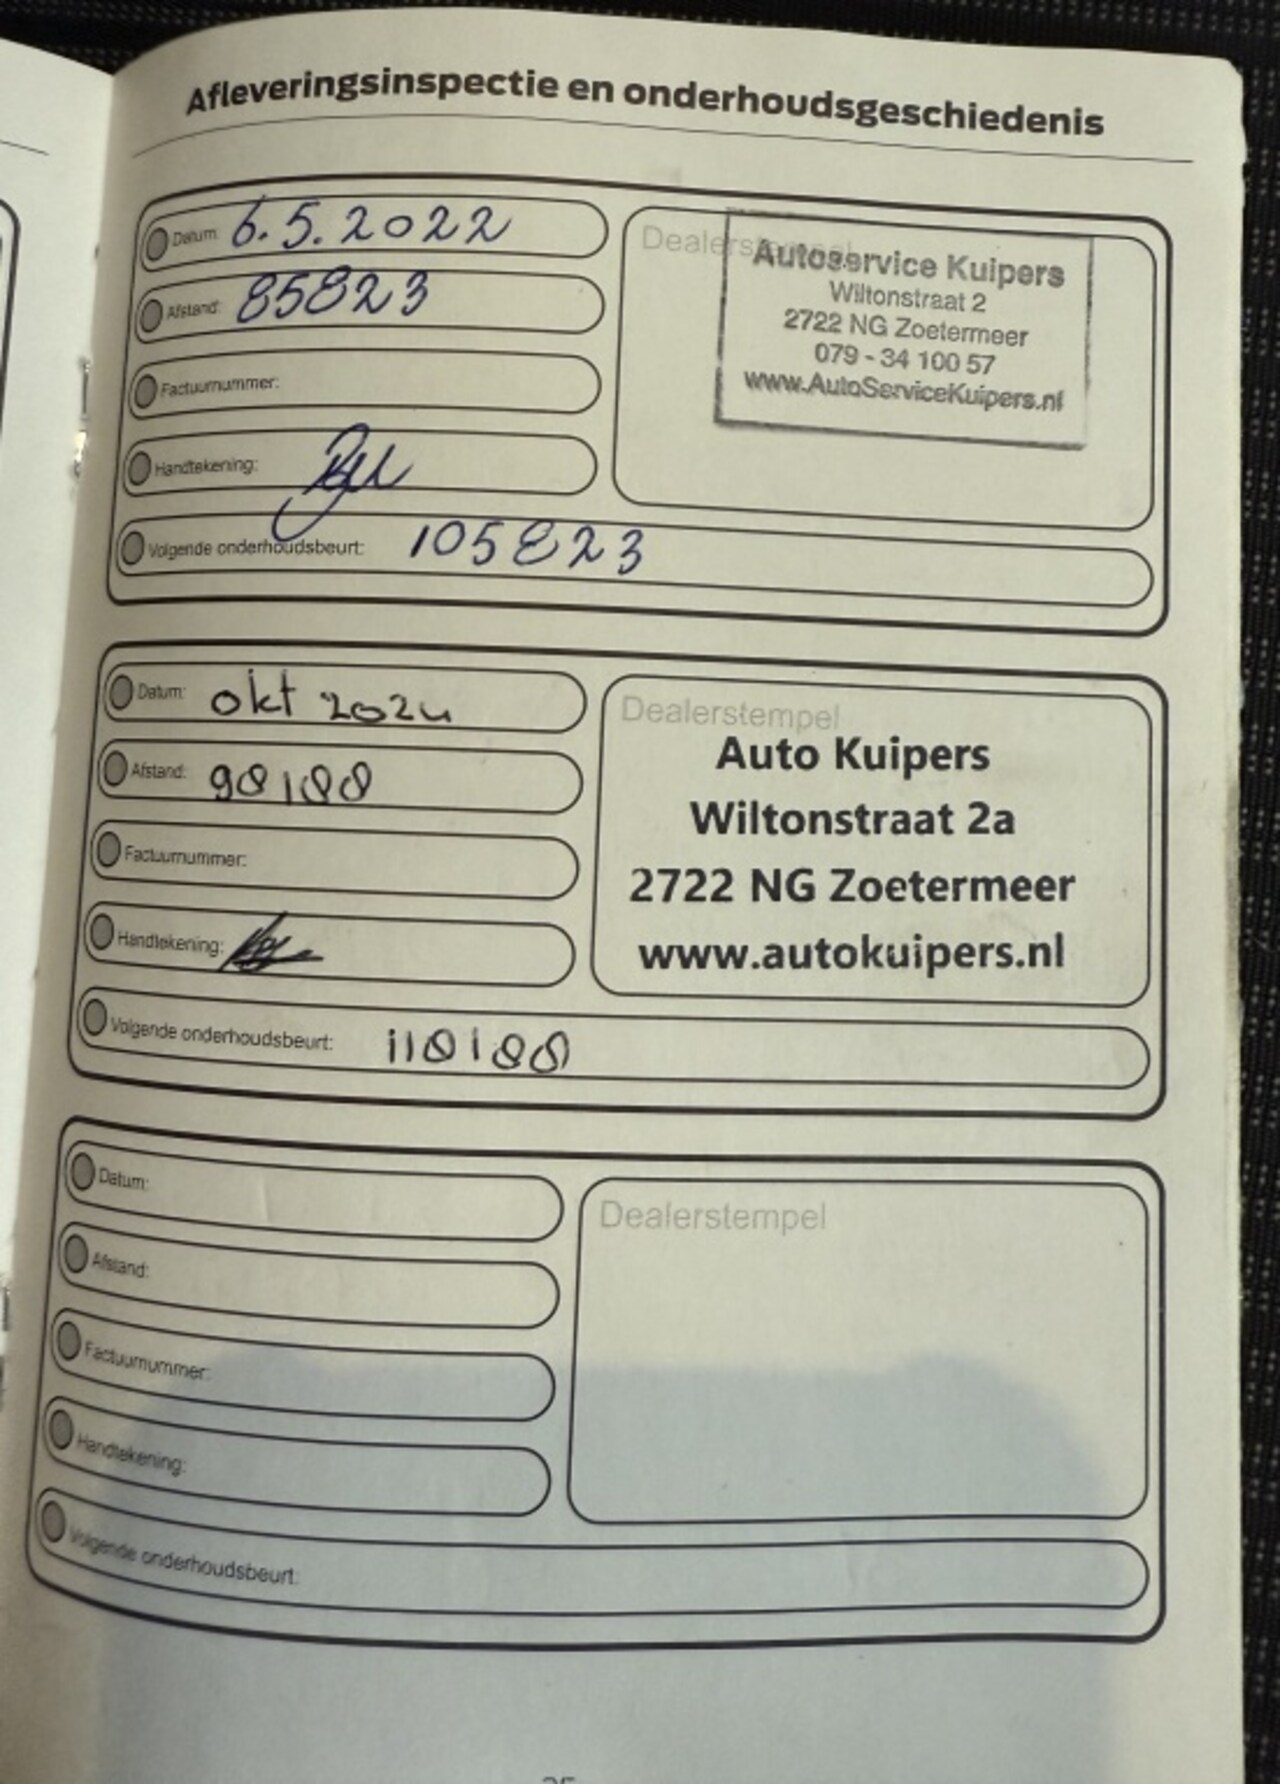 Afleveringsinspectie en onderhoudsgeschiedenis
Datum: 6.5.2022
Afstand: 85823
Factuurnummer:
Handtekening:
Volgende onderhoudsbeurt: 105823
Dealerstempel
Autoservice Kuipers
Wiltonstraat 2
2722 NG Zoetermeer
079 - 34 100 57
www.AutoServiceKuipers.nl
Datum: okt 2024
Afstand: 98188
Factuurnummer:
Handtekening:
Volgende onderhoudsbeurt: 118188
Dealerstempel
Auto Kuipers
Wiltonstraat 2a
2722 NG Zoetermeer
www.autokuipers.nl
Datum:
Afstand:
Factuurnummer:
Handtekening:
Volgende onderhoudsbeurt:
Dealerstempel